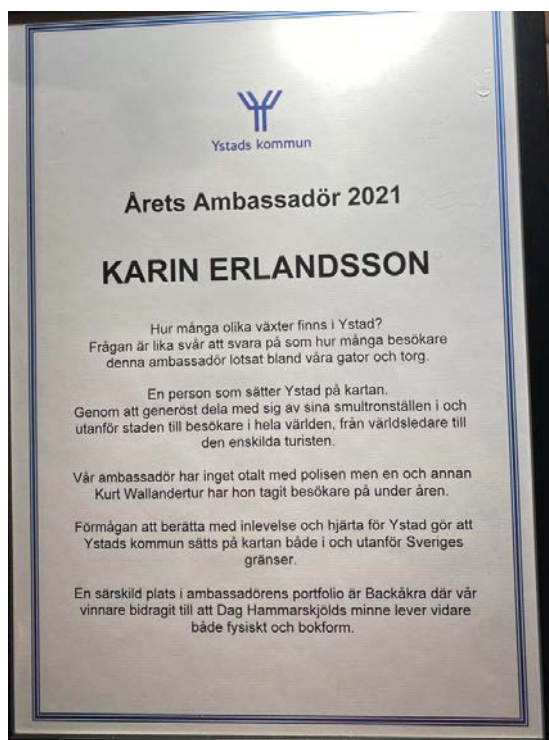 Ystads kommun
Årets Ambassadör 2021
KARIN ERLANDSSON
Hur många olika växter finns i Ystad?
Frågan är lika svår att svara på som hur många besökare
denna ambassadör lotsat bland våra gator och torg.
En person som sätter Ystad på kartan.
Genom att generöst dela med sig av sina smultronställen i och
utanför staden till besökare i hela världen, från världsledare till
den enskilda turisten.
Vår ambassadör har inget otalt med polisen men en och annan
Kurt Wallandertur har hon tagit besökare på under åren.
Förmågan att berätta med inlevelse och hjärta för Ystad gör att
Ystads kommun sätts på kartan både i och utanför Sveriges
gränser.
En särskild plats i ambassadörens portfolio är Backåkra där vår
vinnare bidragit till att Dag Hammarskjölds minne lever vidare
både fysiskt och bokform.